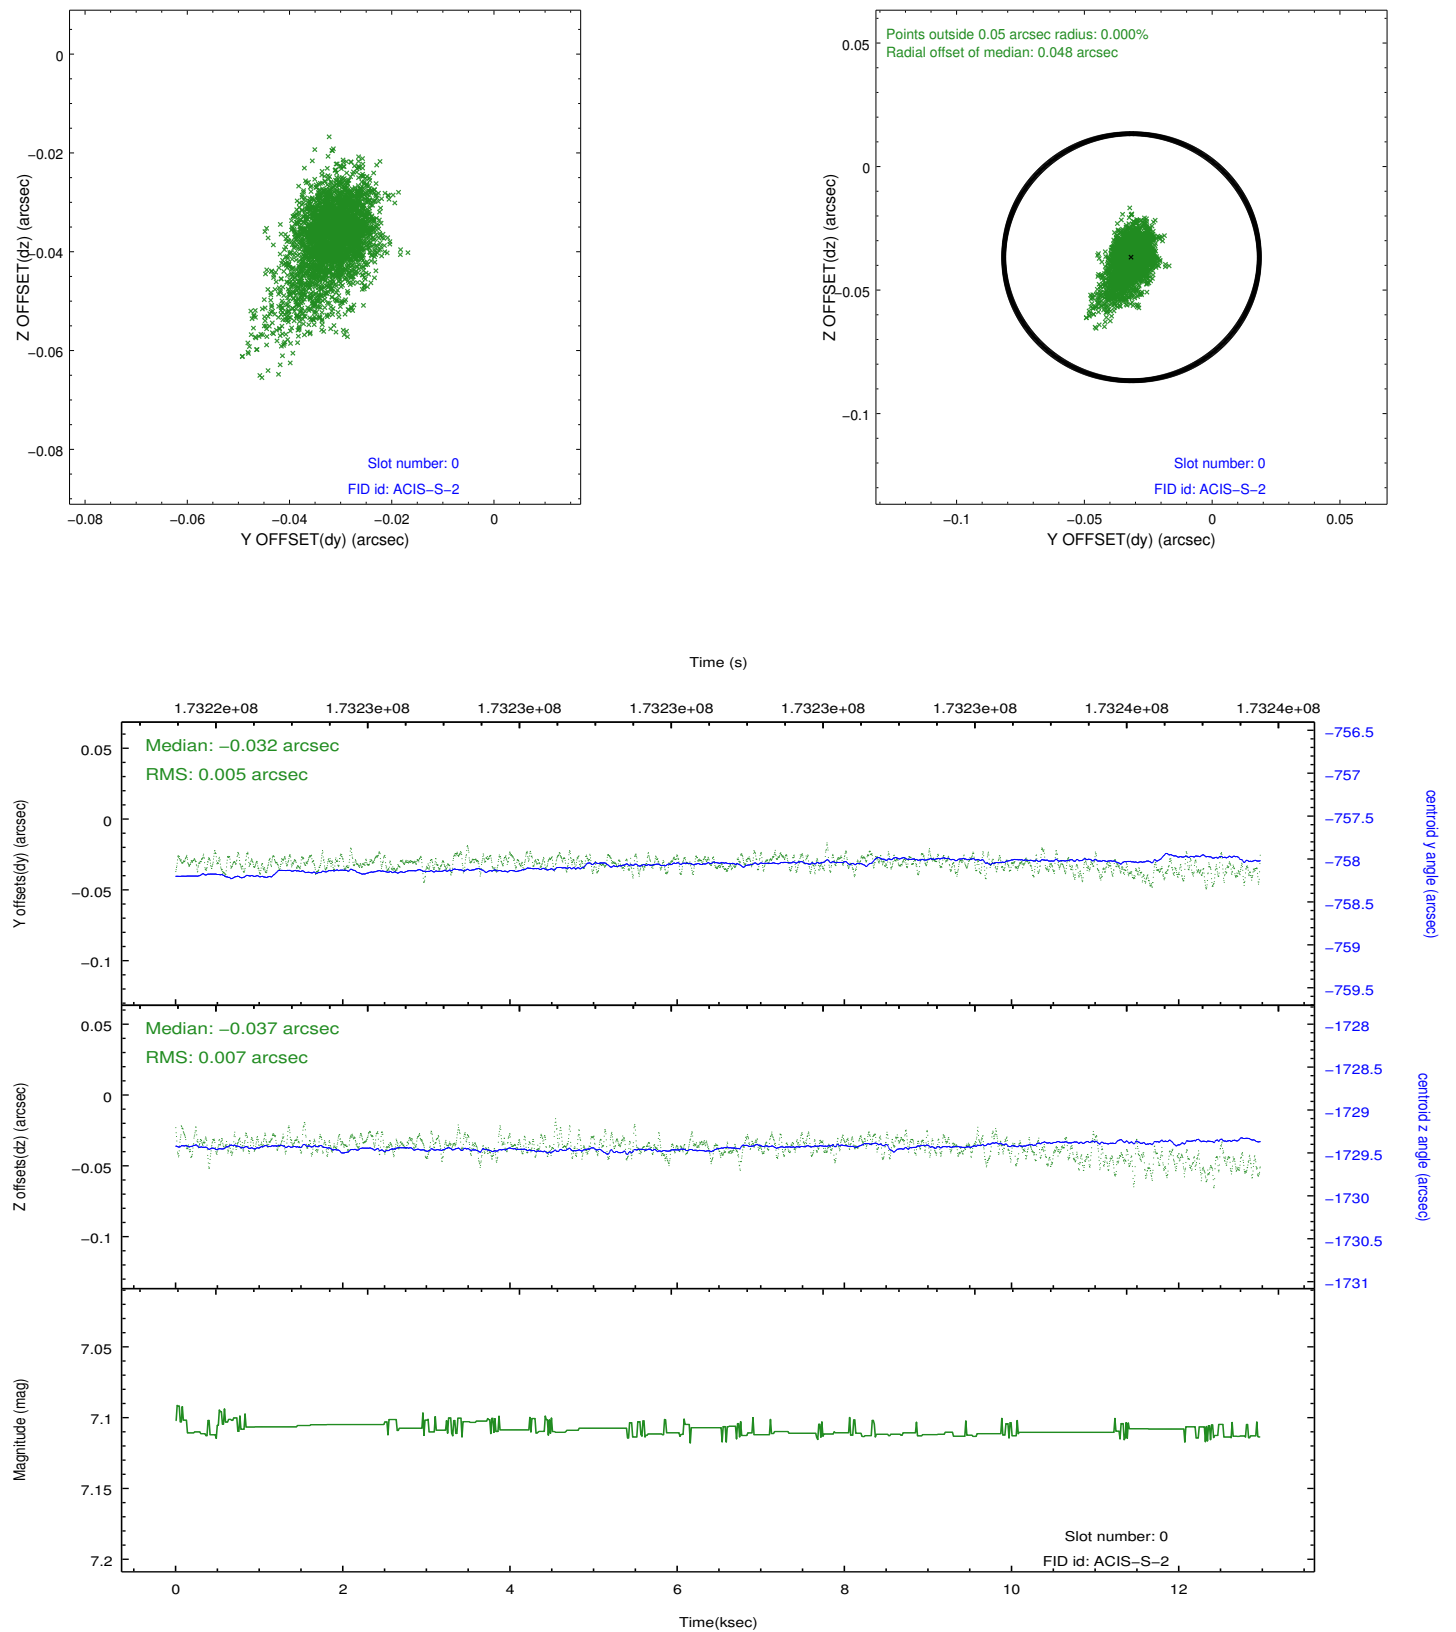 0
−0.02
−0.04
−0.06
−0.08
Z OFFSET(dz) (arcsec)
Slot number: 0
FID id: ACIS−S−2
−0.08 −0.06 −0.04 −0.02 0
Y OFFSET(dy) (arcsec)
Points outside 0.05 arcsec radius: 0.000%
Radial offset of median: 0.048 arcsec
0.05
0
−0.05
−0.1
Z OFFSET(dz) (arcsec)
Slot number: 0
FID id: ACIS−S−2
−0.1 −0.05 0 0.05
Y OFFSET(dy) (arcsec)
Time (s)
1.7322e+08 1.7323e+08 1.7323e+08 1.7323e+08 1.7323e+08 1.7323e+08 1.7324e+08 1.7324e+08
Median: −0.032 arcsec
RMS: 0.005 arcsec
0.05
0
−0.05
−0.1
Y offsets(dy) (arcsec)
−756.5
−757
−757.5
−758
−758.5
−759
−759.5
centroid y angle (arcsec)
Median: −0.037 arcsec
RMS: 0.007 arcsec
0.05
0
−0.05
−0.1
Z offsets(dz) (arcsec)
−1728
−1728.5
−1729
−1729.5
−1730
−1730.5
−1731
centroid z angle (arcsec)
7.05
7.1
7.15
7.2
Magnitude (mag)
Slot number: 0
FID id: ACIS−S−2
0 2 4 6 8 10 12
Time(ksec)